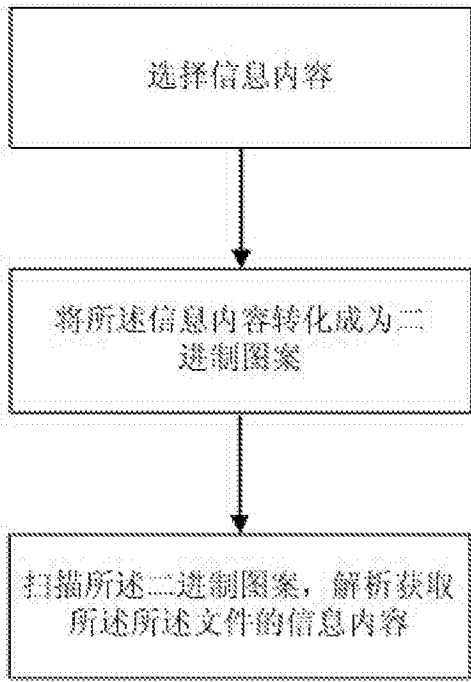 选择信息内容
将所述信息内容转化成为二
进制图案
扫描所述二进制图案，解析获取
所述所述文件的信息内容